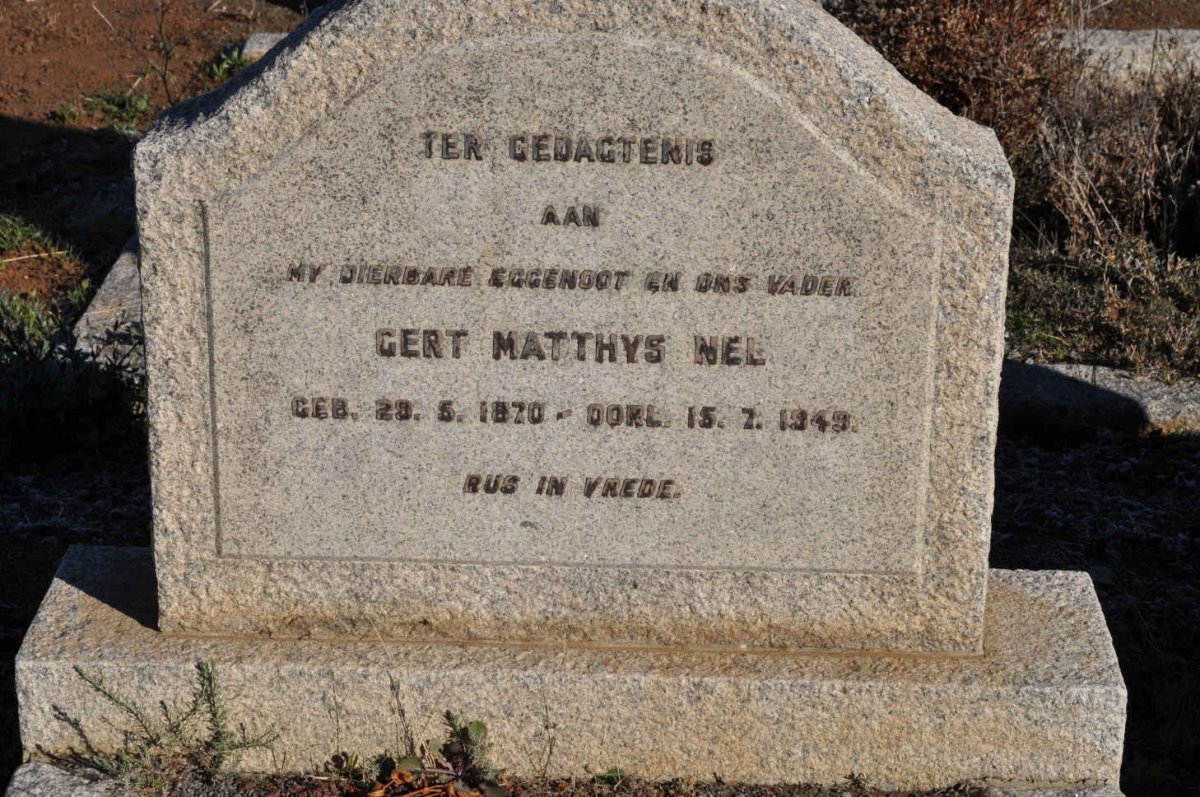 TER GEDAGTENIS
AAN
MY DIERBARE EGGENOOT EN ONS VADER
GERT MATTHYS NEL
GEB. 29. 5. 1870 - OORL. 15. 7. 1949.
RUS IN VREDE.